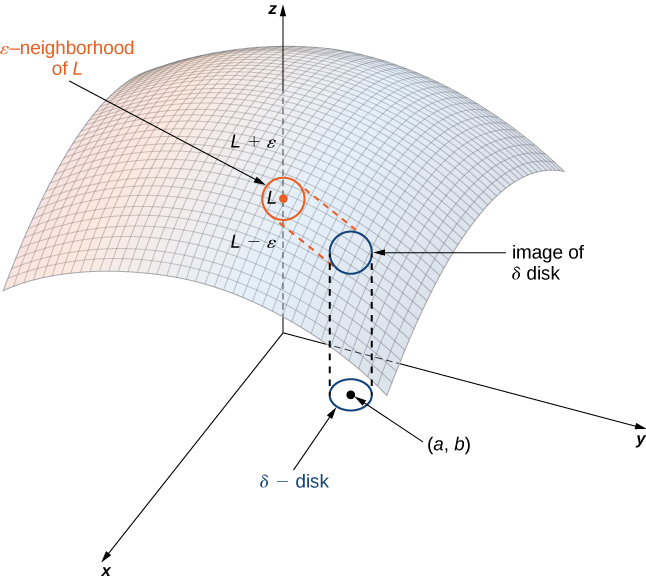 z
ε–neighborhood
of L
L + ε
L
L − ε
image of
δ disk
(a, b)
y
δ − disk
x